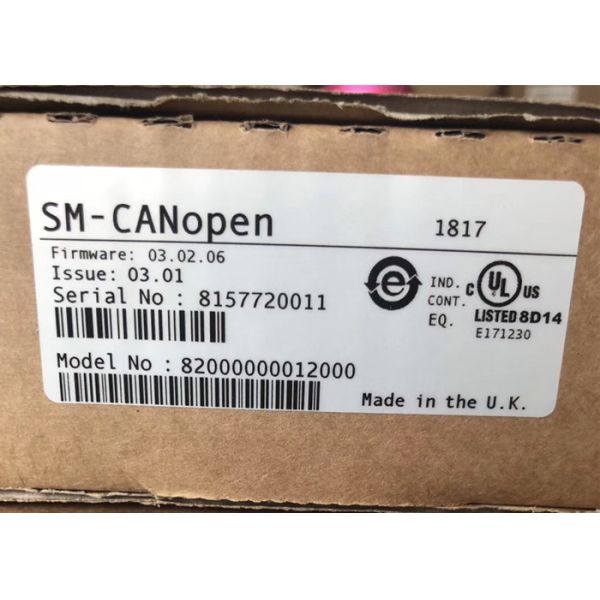 SM-CANopen 1817
Firmware: 03.02.06
Issue: 03.01
Serial No : 8157720011
Model No : 82000000012000
e
IND.
CONT.
EQ.
c UL US
LISTED 8D14
E171230
Made in the U.K.